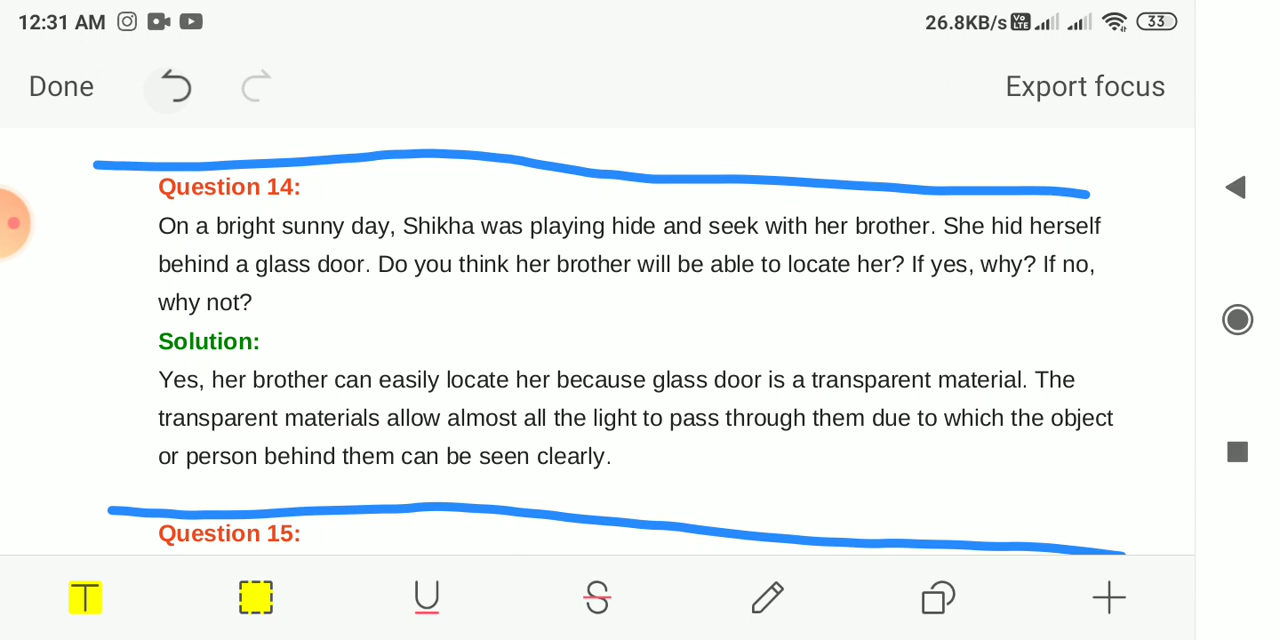 12:31 AM 26.8KB/s Vo LTE 33
Done Export focus
Question 14:
On a bright sunny day, Shikha was playing hide and seek with her brother. She hid herself
behind a glass door. Do you think her brother will be able to locate her? If yes, why? If no,
why not?
Solution:
Yes, her brother can easily locate her because glass door is a transparent material. The
transparent materials allow almost all the light to pass through them due to which the object
or person behind them can be seen clearly.
Question 15:
T U S